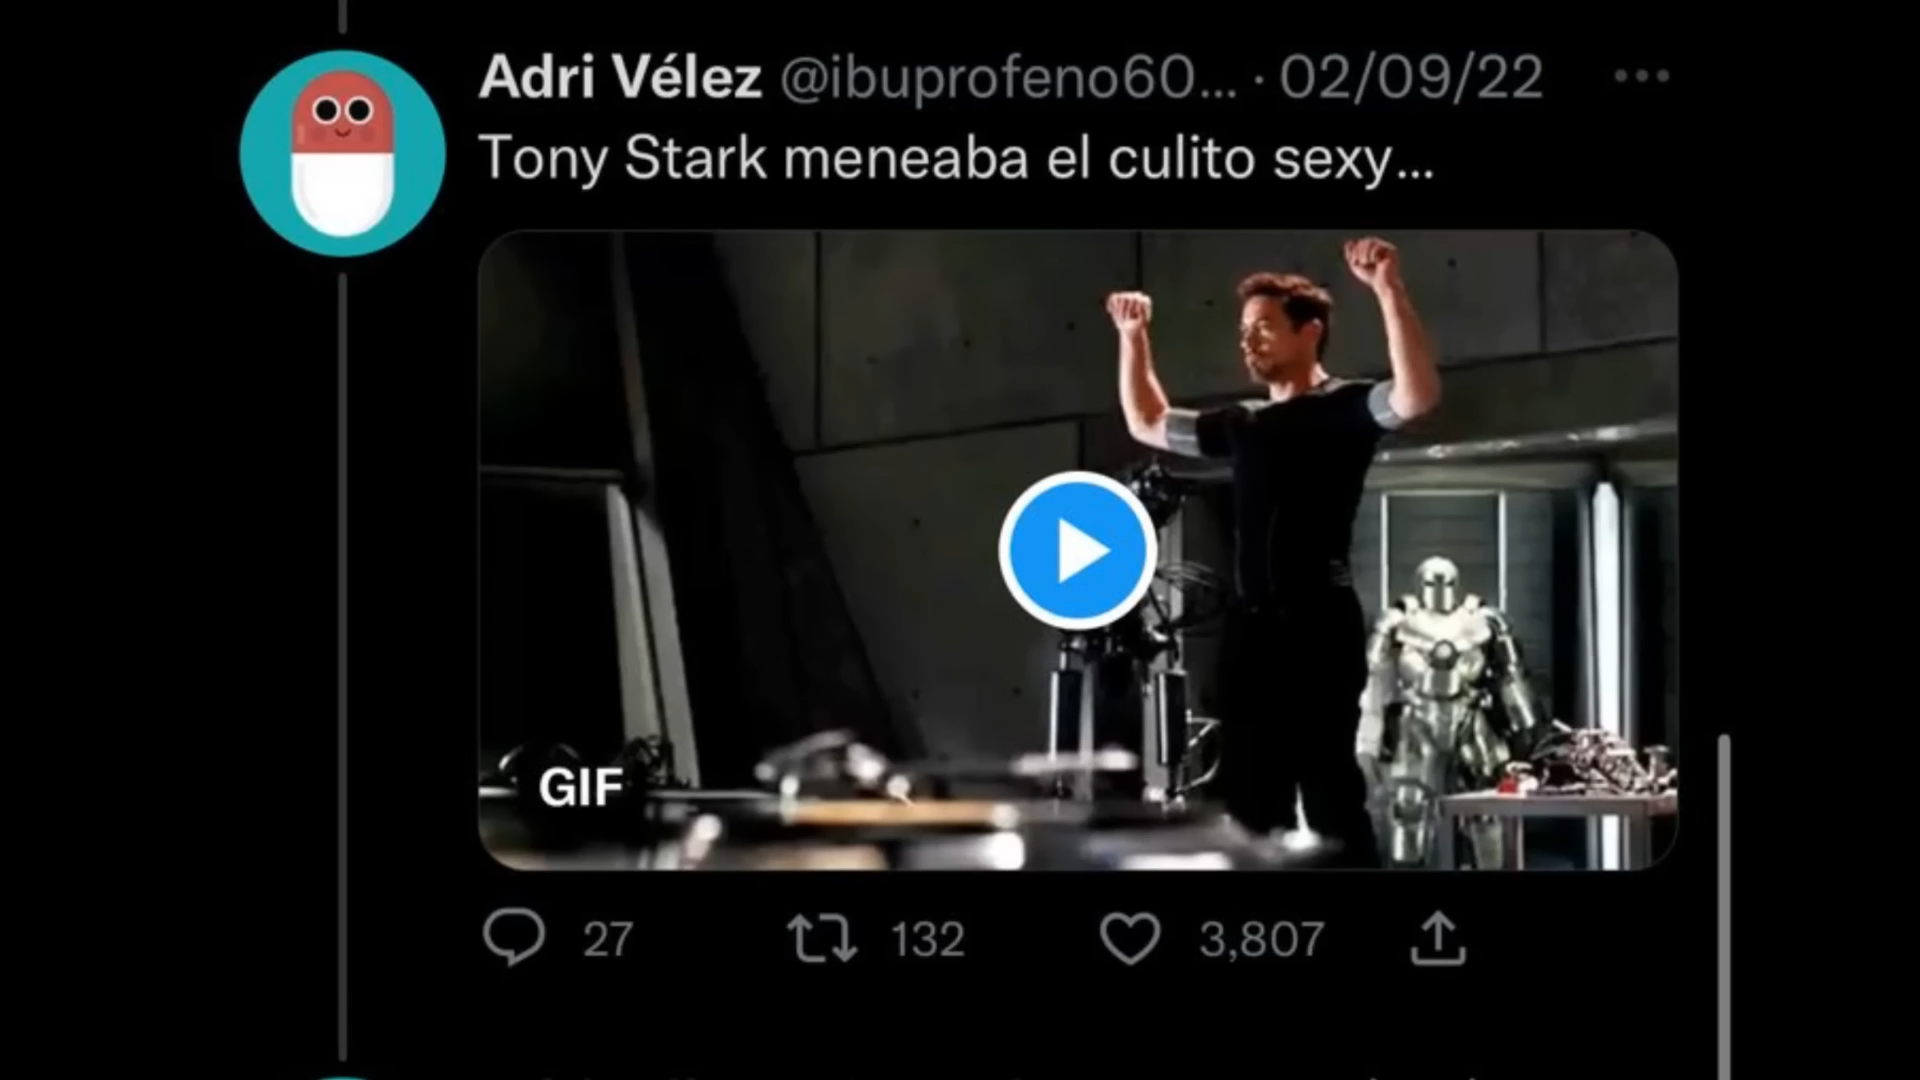 Adri Vélez @ibuprofeno60... · 02/09/22
Tony Stark meneaba el culito sexy...
GIF
27 132 3,807